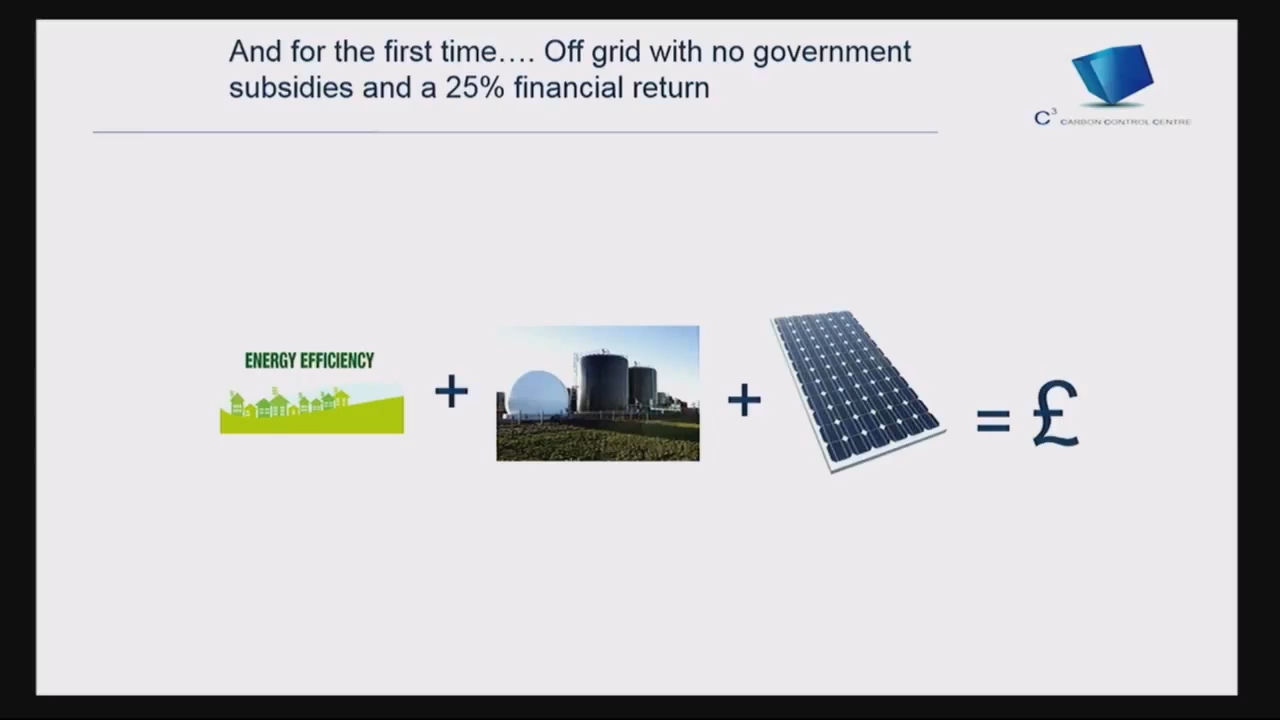 And for the first time…. Off grid with no government
subsidies and a 25% financial return
C³ CARBON CONTROL CENTRE
ENERGY EFFICIENCY
+
+
= £